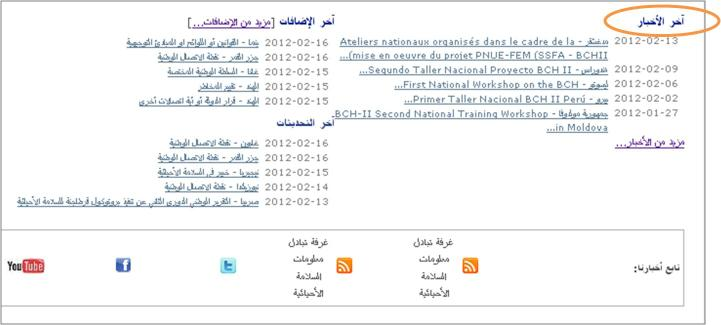 آخر الأخبار
2012-02-13 مدغشقر - Ateliers nationaux organisés dans le cadre de la
mise en oeuvre du projet PNUE-FEM (SSFA - BCHII)...
2012-02-09 هندوراس - Segundo Taller Nacional Proyecto BCH II...
2012-02-06 ليسوتو - First National Workshop on the BCH...
2012-02-02 بيرو - Primer Taller Nacional BCH II Perú...
2012-01-27 جمهورية مولدوفا - BCH-II Second National Training Workshop
in Moldova...
مزيد من الأخبار...
آخر الإضافات [مزيد من الإضافات...]
2012-02-16 بنما - القوانين أو اللوائح أو المبادئ التوجيهية
2012-02-16 جزر القمر - نقطة الاتصال الوطنية
2012-02-15 غانا - السلطة الوطنية المختصة
2012-02-15 الهند - تقييم المخاطر
2012-02-15 الهند - قرار الدولة أو أية اتصالات أخرى
آخر التحديثات
2012-02-16 - نقطة الاتصال الوطنية
2012-02-16 جزر القمر - نقطة الاتصال الوطنية
2012-02-15 نيجيريا - خبير في السلامة الأحيائية
2012-02-14 نيوزيلندا - نقطة الاتصال الوطنية
2012-02-13 صربيا - التقرير الوطني الدوري الثاني عن تنفيذ بروتوكول قرطاجنة للسلامة الأحيائية
تابع أخبارنا:
غرفة تبادل
معلومات
السلامة
الأحيائية
غرفة تبادل
معلومات
السلامة
الأحيائية
YouTube